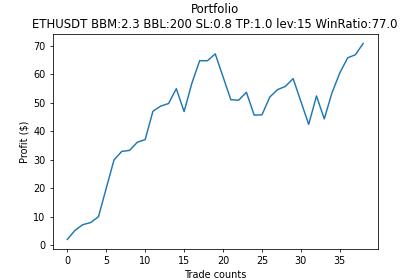 Portfolio
ETHUSDT BBM:2.3 BBL:200 SL:0.8 TP:1.0 lev:15 WinRatio:77.0
70
60
50
40
30
20
10
0
Profit ($)
0 5 10 15 20 25 30 35
Trade counts